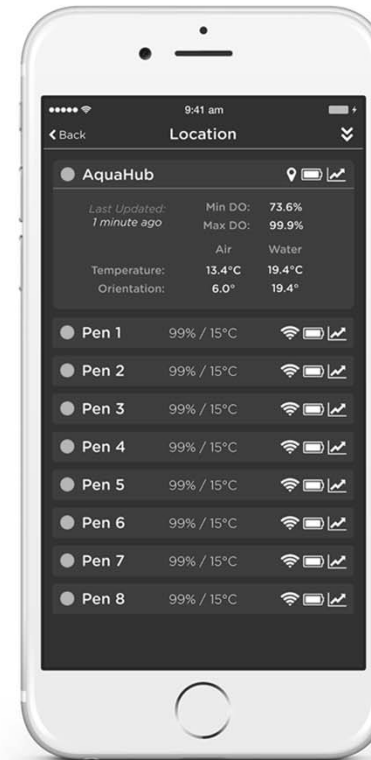 9:41 am
Back Location
AquaHub
Last Updated: Min DO: 73.6%
1 minute ago Max DO: 99.9%
Air Water
Temperature: 13.4°C 19.4°C
Orientation: 6.0° 19.4°
Pen 1 99% / 15°C
Pen 2 99% / 15°C
Pen 3 99% / 15°C
Pen 4 99% / 15°C
Pen 5 99% / 15°C
Pen 6 99% / 15°C
Pen 7 99% / 15°C
Pen 8 99% / 15°C